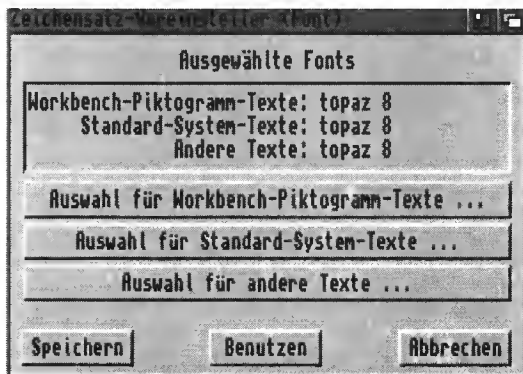 Zeichensatz-Voreinsteller (Font)
Ausgewählte Fonts
Workbench-Piktogramm-Texte: topaz 8
Standard-System-Texte: topaz 8
Andere Texte: topaz 8
Auswahl für Workbench-Piktogramm-Texte ...
Auswahl für Standard-System-Texte ...
Auswahl für andere Texte ...
Speichern Benutzen Abbrechen